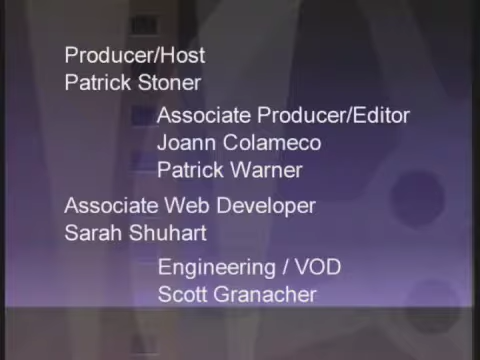 Producer/Host
Patrick Stoner
Associate Producer/Editor
Joann Colameco
Patrick Warner
Associate Web Developer
Sarah Shuhart
Engineering / VOD
Scott Granacher